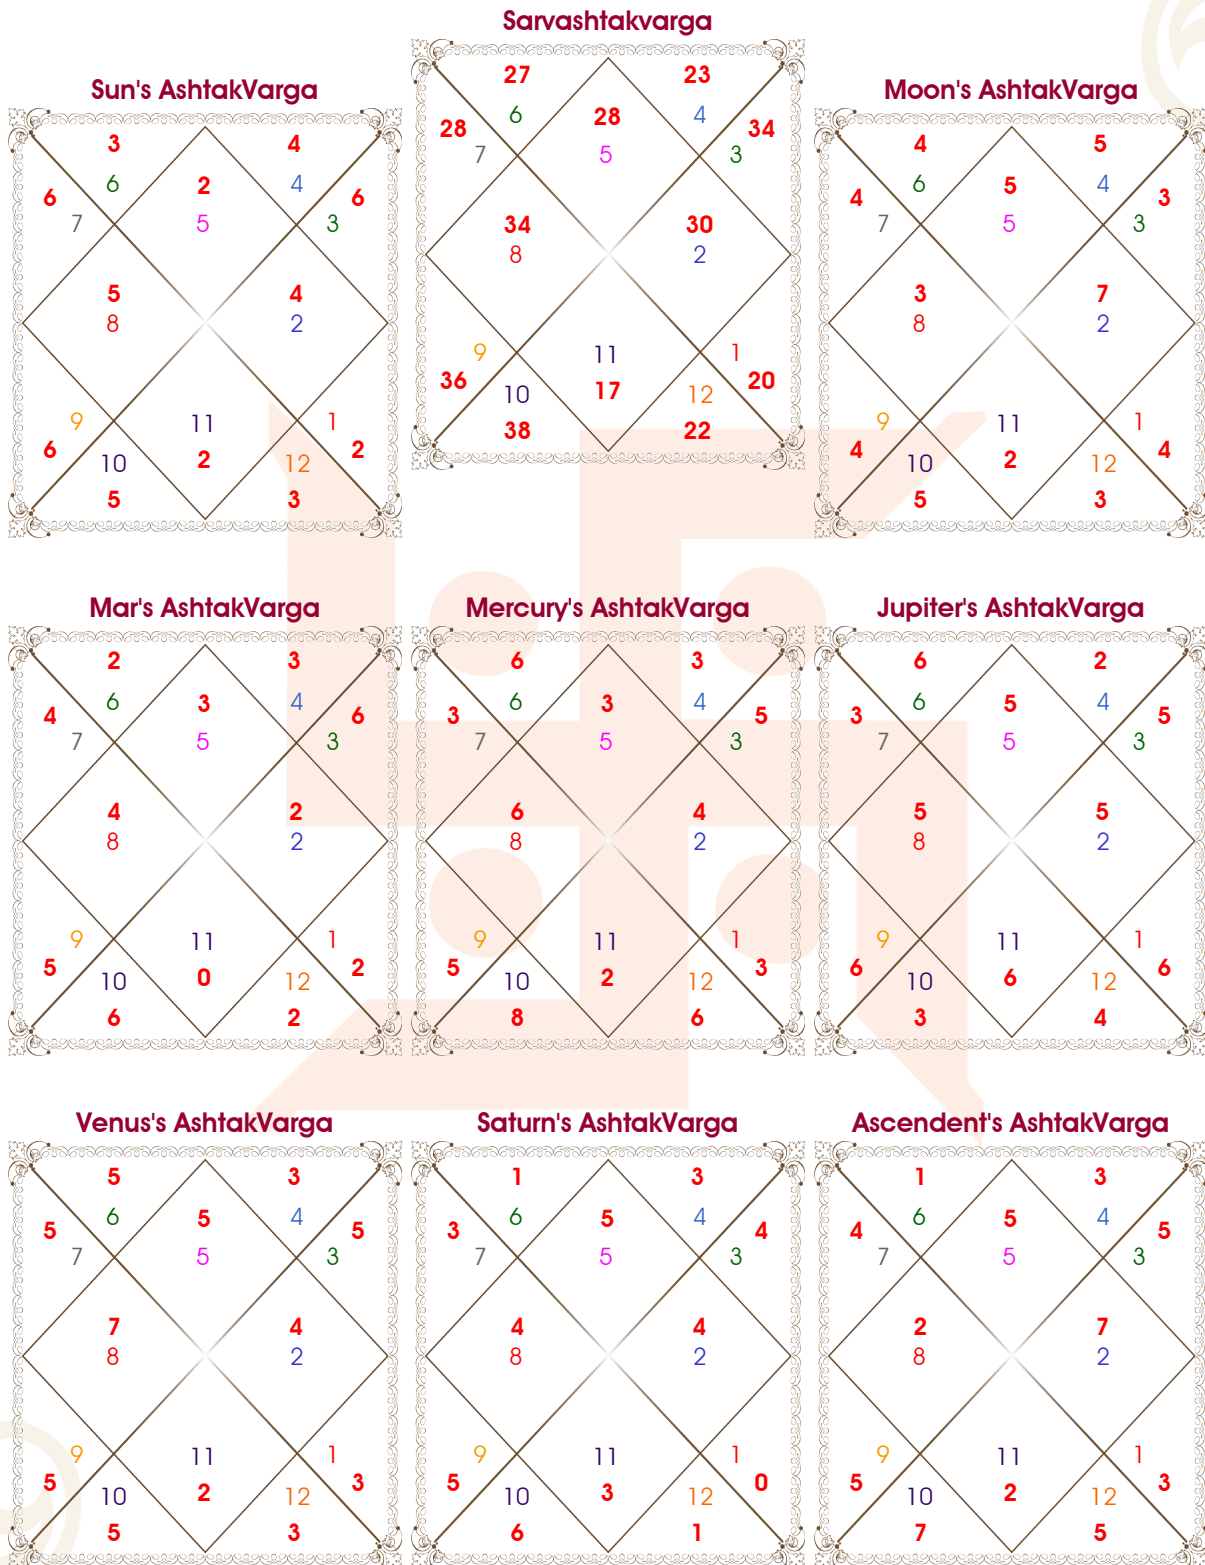 Sarvashtakvarga
27 23
6 28 4
28 34
7 5 3
34 30
8 2
9 11 1
36 10 17 12 20
38 22
Sun's AshtakVarga
3 4
6 2 4
6 6
7 5 3
5 4
8 2
9 11 1
6 10 2 12 2
5 3
Moon's AshtakVarga
4 5
6 5 4
4 3
7 5 3
3 7
8 2
9 11 1
4 10 2 12 4
5 3
Mar's AshtakVarga
2 3
6 3 4
4 6
7 5 3
4 2
8 2
9 11 1
5 10 0 12 2
6 2
Mercury's AshtakVarga
6 3
6 3 4
3 5
7 5 3
6 4
8 2
9 11 1
5 10 2 12 3
8 6
Jupiter's AshtakVarga
6 2
6 5 4
3 5
7 5 3
5 5
8 2
9 11 1
6 10 6 12 6
3 4
Venus's AshtakVarga
5 3
6 5 4
5 5
7 5 3
7 4
8 2
9 11 1
5 10 2 12 3
5 3
Saturn's AshtakVarga
1 3
6 5 4
3 4
7 5 3
4 4
8 2
9 11 1
5 10 3 12 0
6 1
Ascendent's AshtakVarga
1 3
6 5 4
4 5
7 5 3
2 7
8 2
9 11 1
5 10 2 12 3
7 5